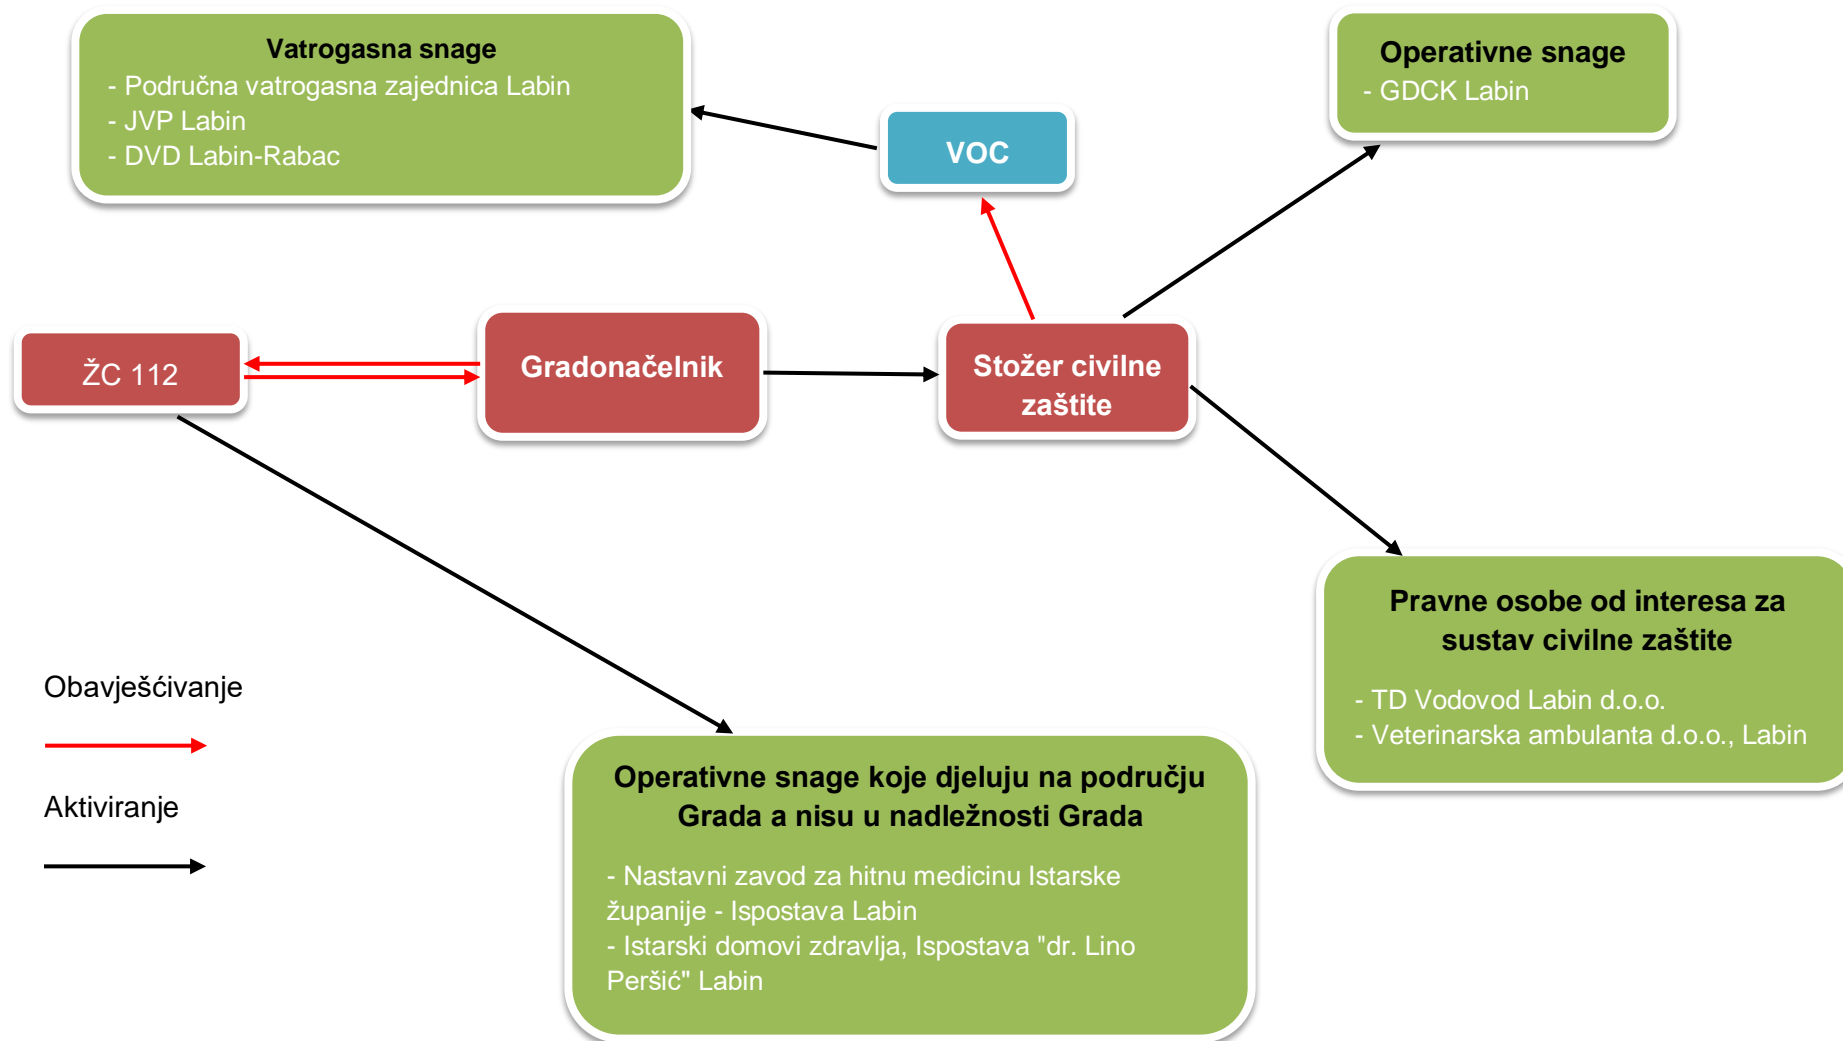 Vatrogasna snage
- Područna vatrogasna zajednica Labin
- JVP Labin
- DVD Labin-Rabac
Operativne snage
- GDCK Labin
VOC
ŽC 112
Gradonačelnik
Stožer civilne
zaštite
Pravne osobe od interesa za
sustav civilne zaštite
- TD Vodovod Labin d.o.o.
- Veterinarska ambulanta d.o.o., Labin
Obavješćivanje
Aktiviranje
Operativne snage koje djeluju na području
Grada a nisu u nadležnosti Grada
- Nastavni zavod za hitnu medicinu Istarske
županije - Ispostava Labin
- Istarski domovi zdravlja, Ispostava "dr. Lino
Peršić" Labin